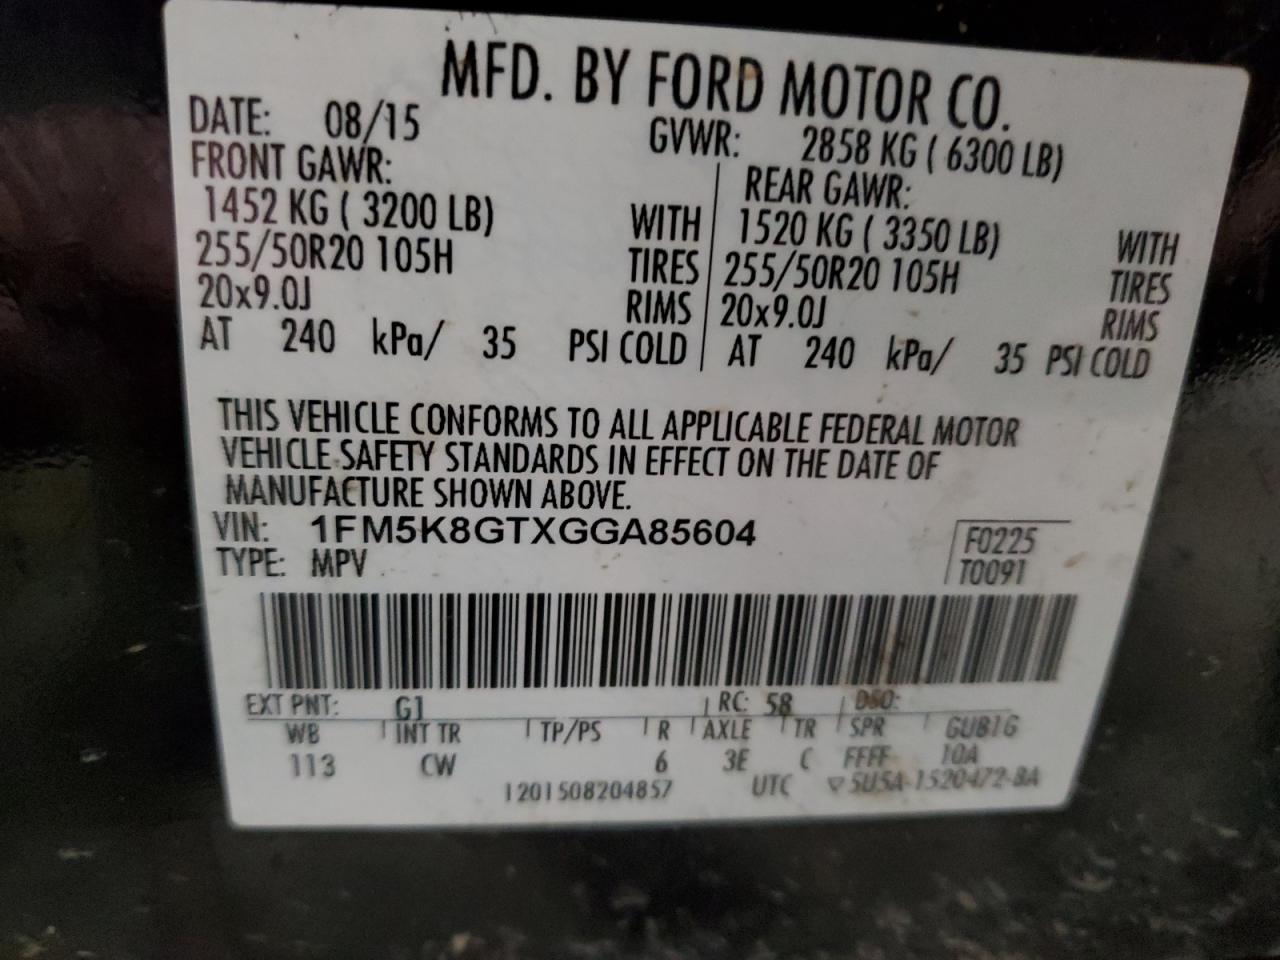 MFD. BY FORD MOTOR CO.
DATE: 08/15 GVWR: 2858 KG ( 6300 LB)
FRONT GAWR: REAR GAWR:
1452 KG ( 3200 LB) WITH 1520 KG ( 3350 LB) WITH
255/50R20 105H TIRES 255/50R20 105H TIRES
20x9.0J RIMS 20x9.0J RIMS
AT 240 kPa/ 35 PSI COLD AT 240 kPa/ 35 PSI COLD
THIS VEHICLE CONFORMS TO ALL APPLICABLE FEDERAL MOTOR
VEHICLE SAFETY STANDARDS IN EFFECT ON THE DATE OF
MANUFACTURE SHOWN ABOVE.
VIN: 1FM5K8GTXGGA85604 F0225
TYPE: MPV T0091
EXT PNT: G1 RC: 58 DSO:
WB INT TR TP/PS R AXLE TR SPR GUB1G
113 CW 6 3E C FFFF 10A
1201508204857 UTC ▽ 5U5A-1520472-BA